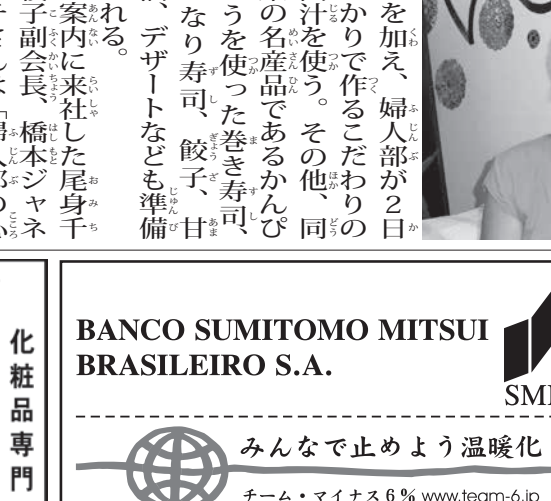 を加え、婦人部が２日
かりで作るこだわりの
汁を使う。その他、同
の名産品であるかんぴ
うを使った巻き寿司、
なり寿司、餃子、甘
、デザートなども準備
れる。
案内に来社した尾身千
子副会長、橋本ジャネ
BANCO SUMITOMO MITSUI
BRASILEIRO S.A.
みんなで止めよう温暖化
チーム・マイナス６% www.team-6.jp
化粧品専門